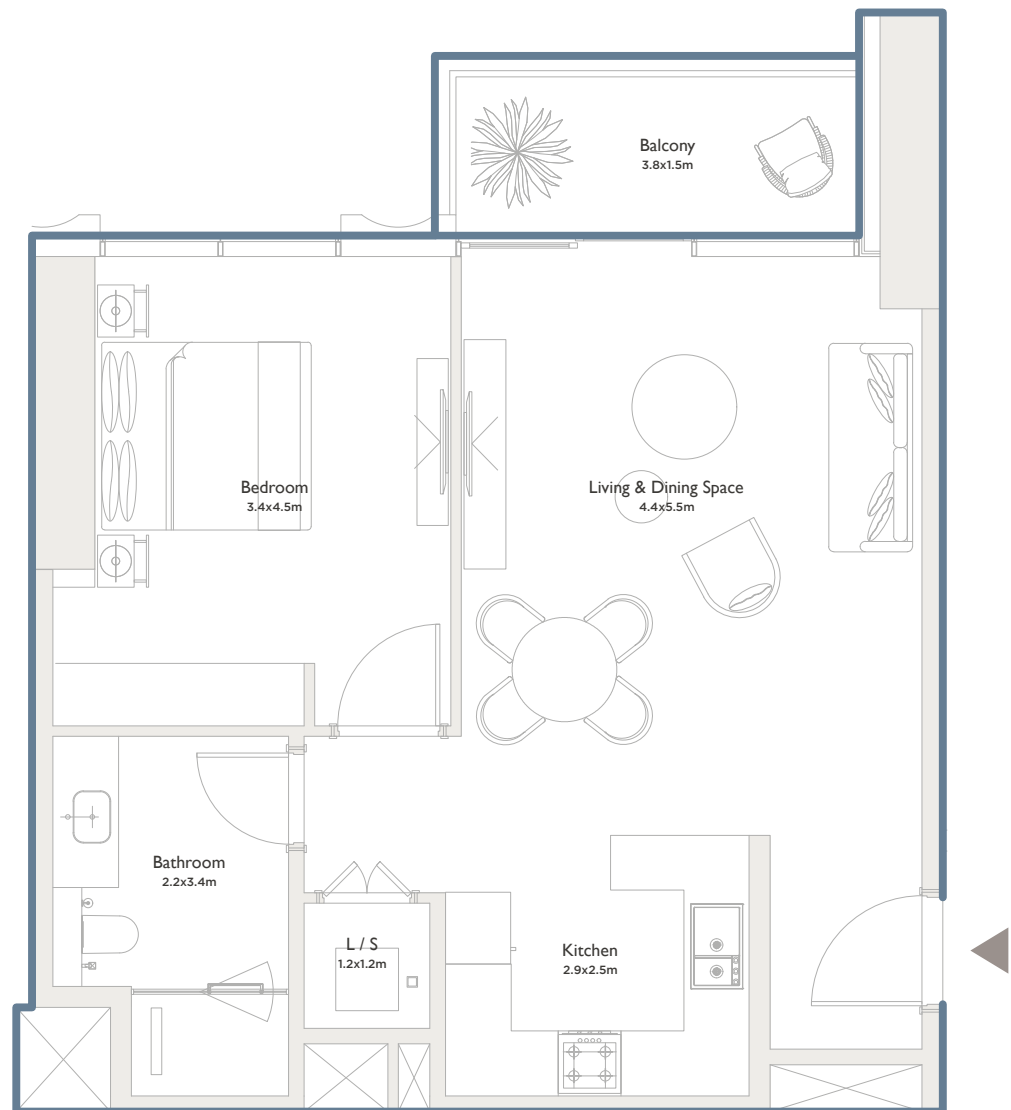 Balcony
3.8x1.5m
Bedroom
3.4x4.5m
Living & Dining Space
4.4x5.5m
Bathroom
2.2x3.4m
L / S
1.2x1.2m
Kitchen
2.9x2.5m